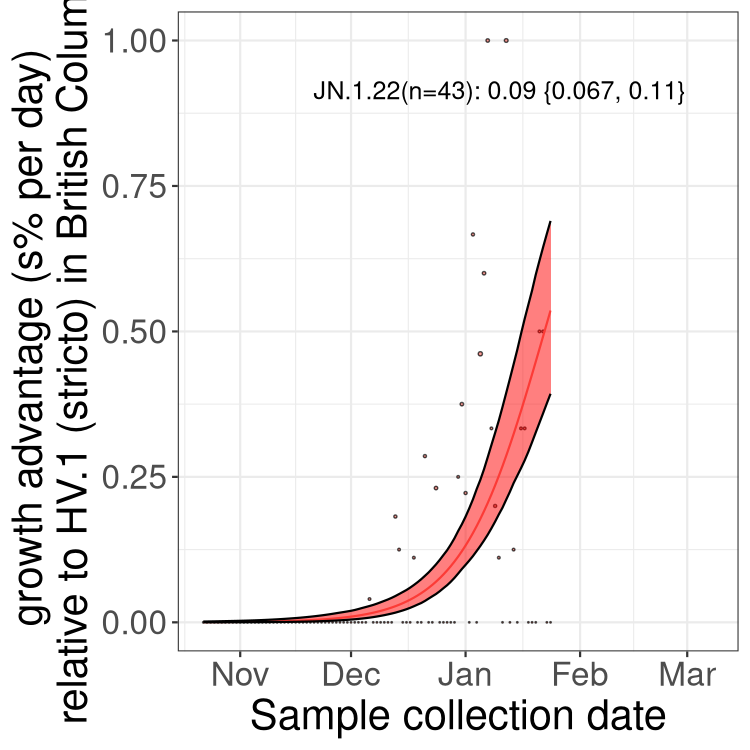 growth advantage (s% per day)
relative to HV.1 (stricto) in British Colum
1.00
0.75
0.50
0.25
0.00
JN.1.22(n=43): 0.09 {0.067, 0.11}
Nov Dec Jan Feb Mar
Sample collection date